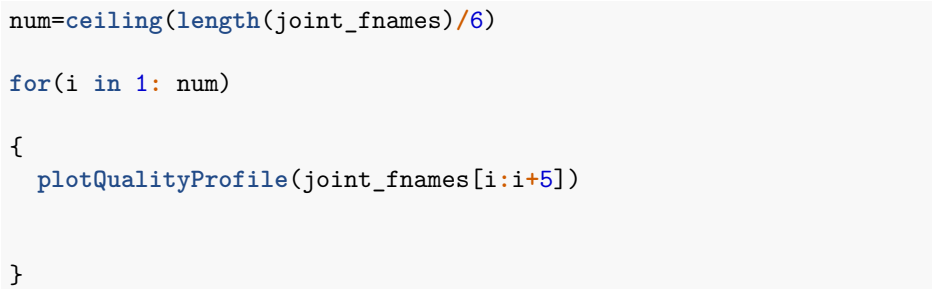 num=ceiling(length(joint_fnames)/6)
for(i in 1: num)
{
plotQualityProfile(joint_fnames[i:i+5])
}